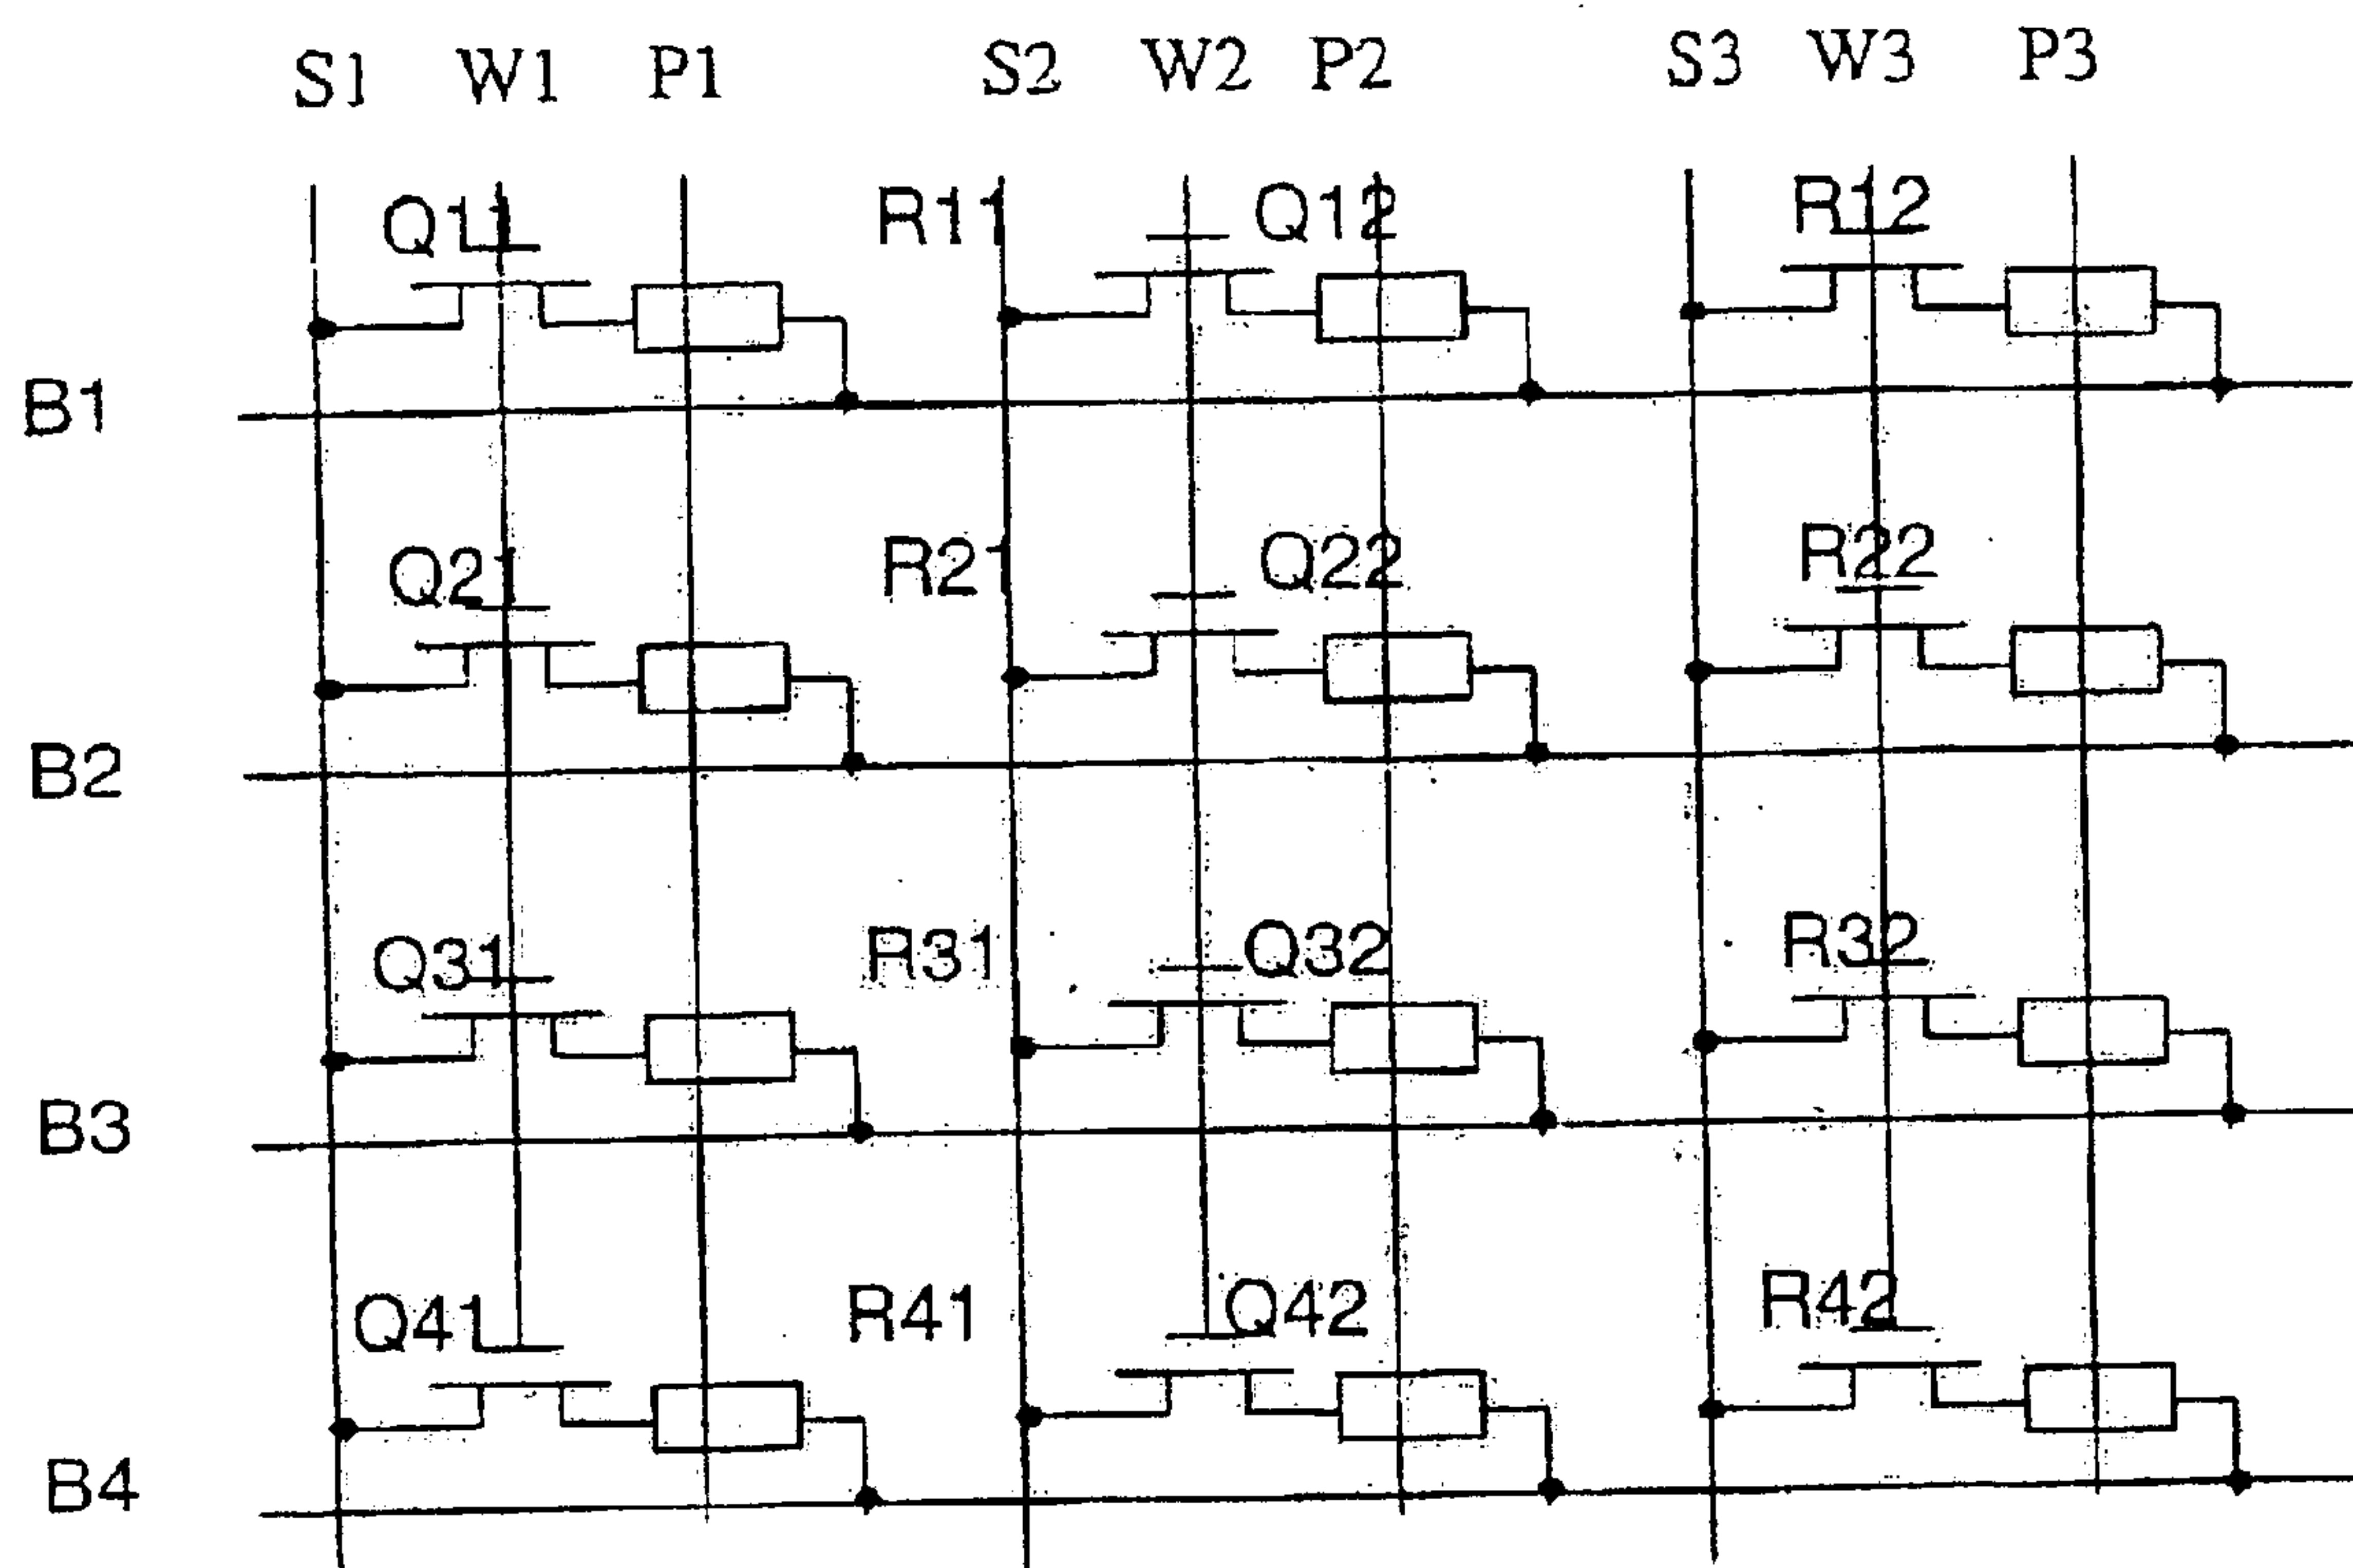 S1 W1 P1 S2 W2 P2 S3 W3 P3
Q11 R11 Q12 R12
B1
Q21 R21 Q22 R22
B2
Q31 R31 Q32 R32
B3
Q41 R41 Q42 R42
B4